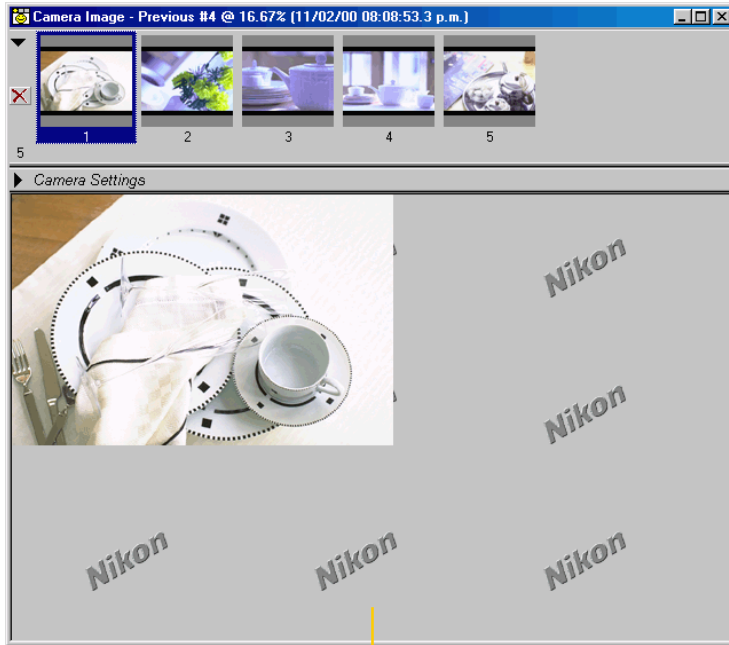 Camera Image - Previous #4 @ 16.67% (11/02/00 08:08:53.3 p.m.)
1
2
3
4
5
5
Camera Settings
Nikon
Nikon
Nikon
Nikon
Nikon